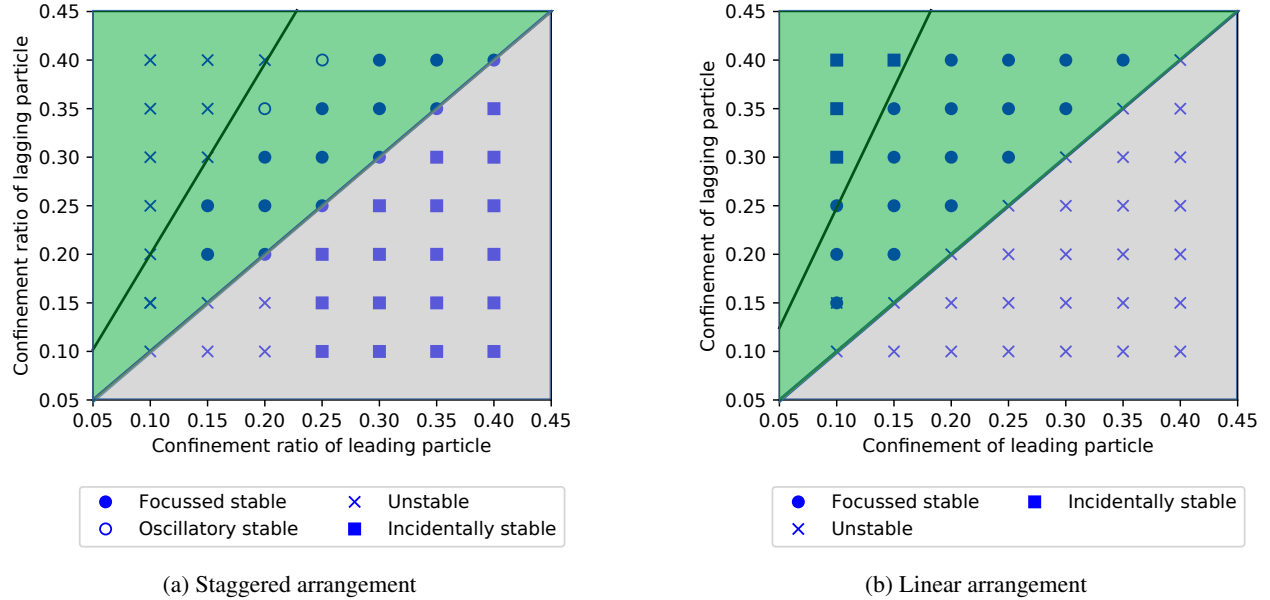 0.45
0.40
0.35
0.30
0.25
0.20
0.15
0.10
0.05
Confinement ratio of lagging particle
0.05 0.10 0.15 0.20 0.25 0.30 0.35 0.40 0.45
Confinement ratio of leading particle
Focussed stable
Unstable
Oscillatory stable
Incidentally stable
(a) Staggered arrangement
0.45
0.40
0.35
0.30
0.25
0.20
0.15
0.10
0.05
Confinement of lagging particle
0.05 0.10 0.15 0.20 0.25 0.30 0.35 0.40 0.45
Confinement of leading particle
Focussed stable
Incidentally stable
Unstable
(b) Linear arrangement